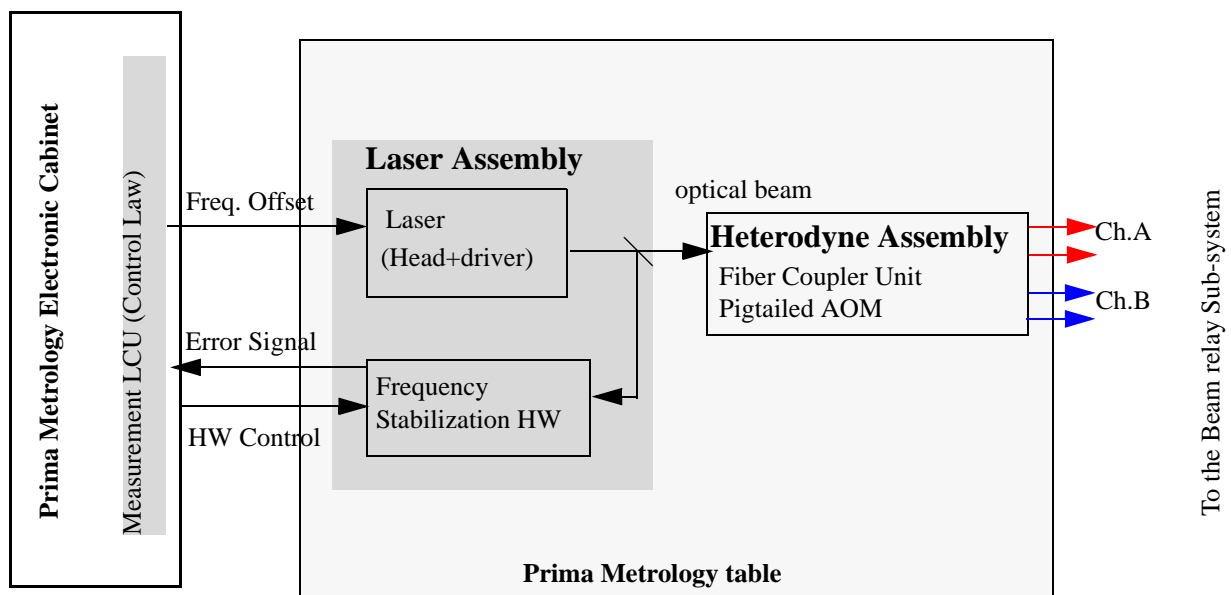 Prima Metrology Electronic Cabinet
Measurement LCU (Control Law)
Freq. Offset
Error Signal
HW Control
Laser Assembly
Laser
(Head+driver)
Frequency
Stabilization HW
optical beam
Heterodyne Assembly
Fiber Coupler Unit
Pigtailed AOM
Ch.A
Ch.B
To the Beam relay Sub-system
Prima Metrology table